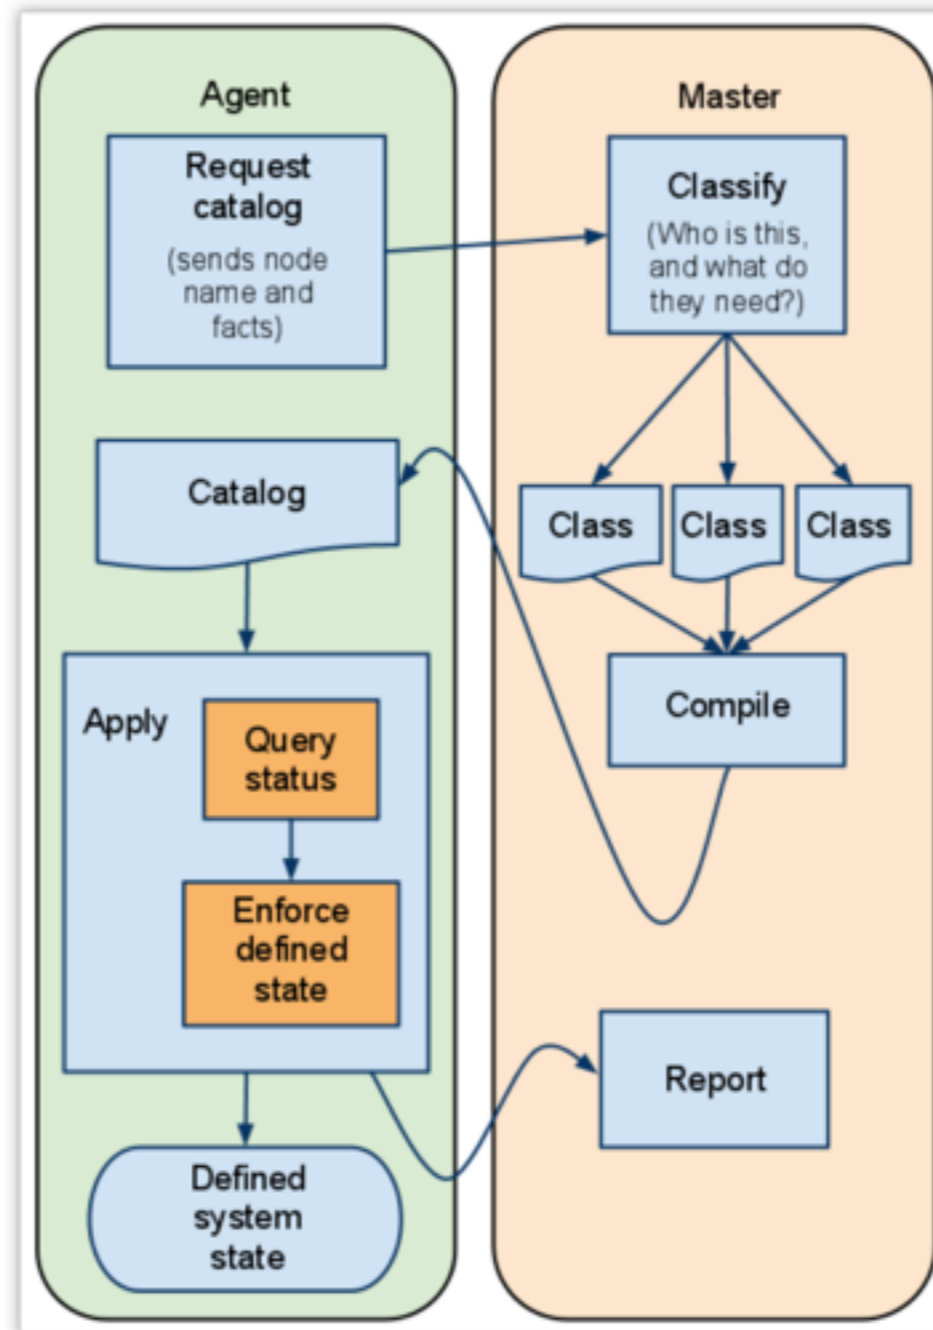 Agent
Request
catalog
(sends node
name and
facts)
Catalog
Apply
Query
status
Enforce
defined
state
Defined
system
state
Master
Classify
(Who is this,
and what do
they need?)
Class
Class
Class
Compile
Report